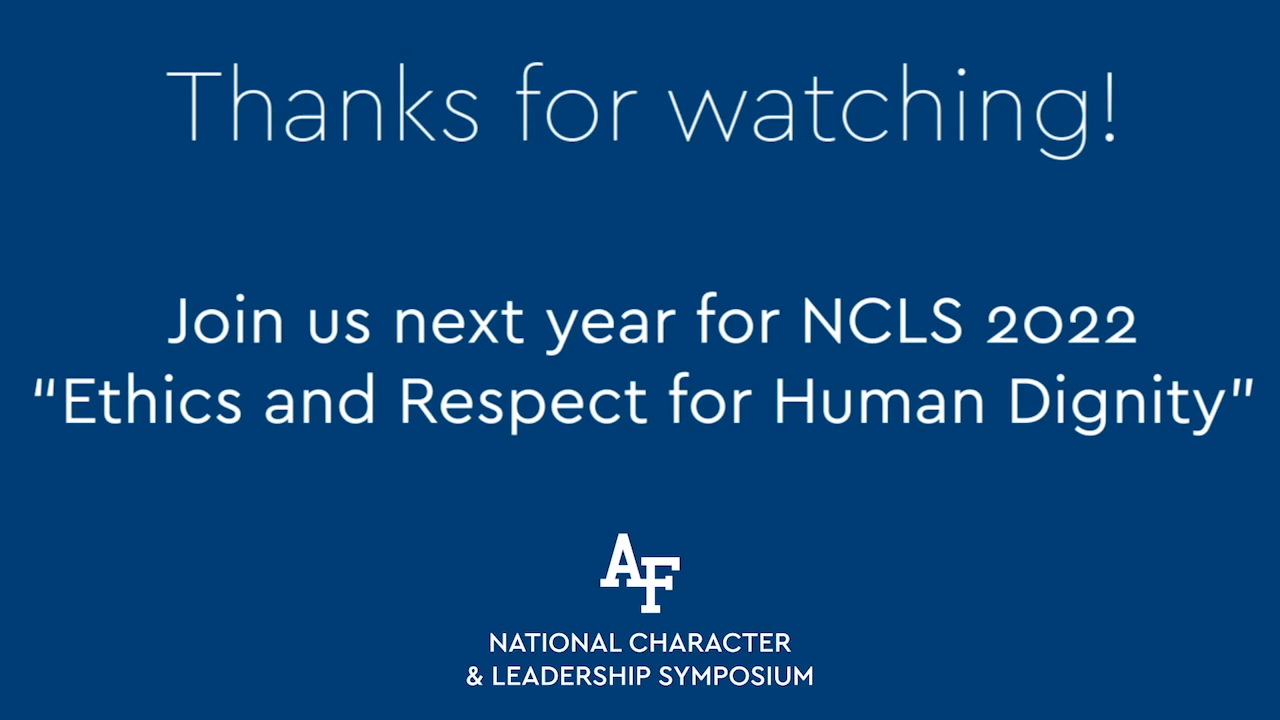 Thanks for watching!
Join us next year for NCLS 2022
“Ethics and Respect for Human Dignity”
AF
NATIONAL CHARACTER
& LEADERSHIP SYMPOSIUM